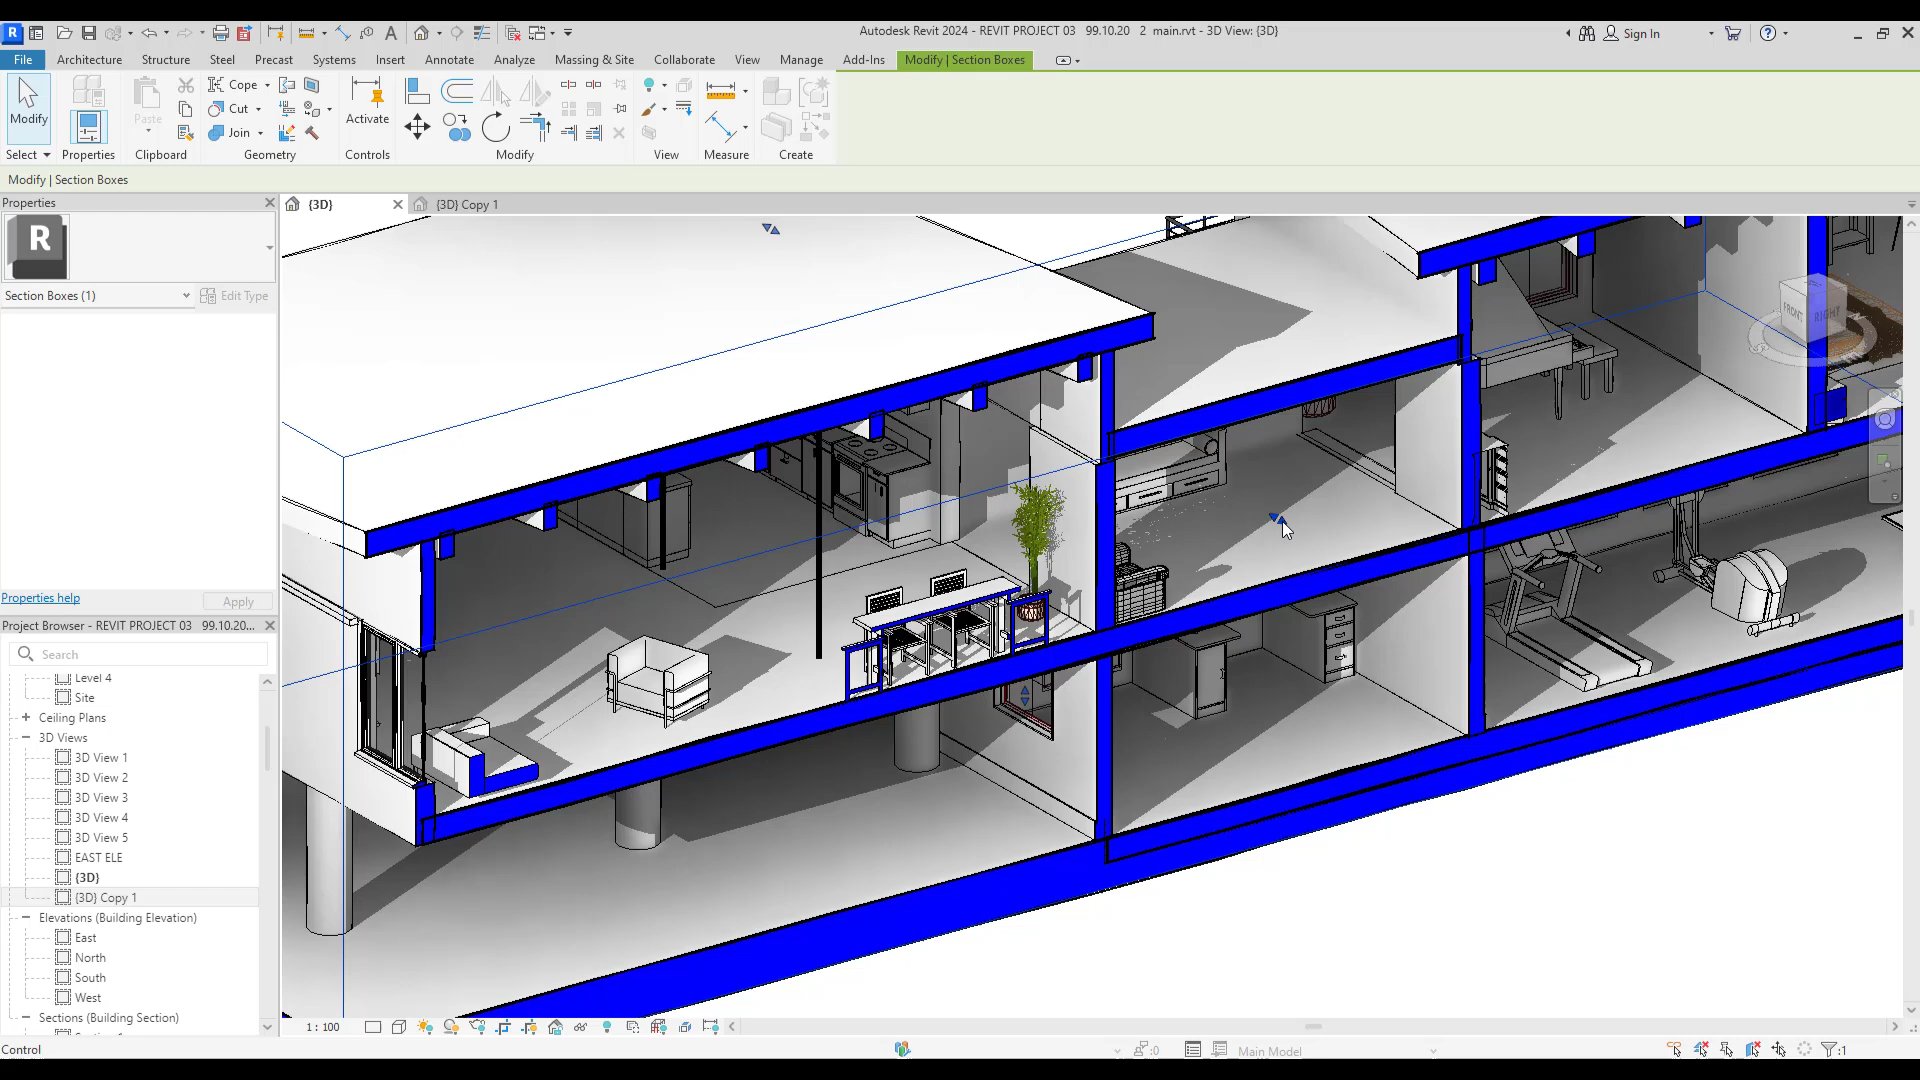 Autodesk Revit 2024 - REVIT PROJECT 03   99.10.20   2  main.rvt - 3D View: {3D}
Sign In
File
Architecture
Structure
Steel
Precast
Systems
Insert
Annotate
Analyze
Massing & Site
Collaborate
View
Manage
Add-Ins
Modify | Section Boxes
Modify
Paste
Cope
Cut
Join
Activate
Select
Properties
Clipboard
Geometry
Controls
Modify
View
Measure
Create
Modify | Section Boxes
Properties
{3D}
{3D} Copy 1
R
Section Boxes (1)
Edit Type
FRONT
RIGHT
Properties help
Apply
Project Browser - REVIT PROJECT 03   99.10.20...
Search
Level 4
Site
Ceiling Plans
3D Views
3D View 1
3D View 2
3D View 3
3D View 4
3D View 5
EAST ELE
{3D}
{3D} Copy 1
Elevations (Building Elevation)
East
North
South
West
Sections (Building Section)
1 : 100
Control
:0
Main Model
:1